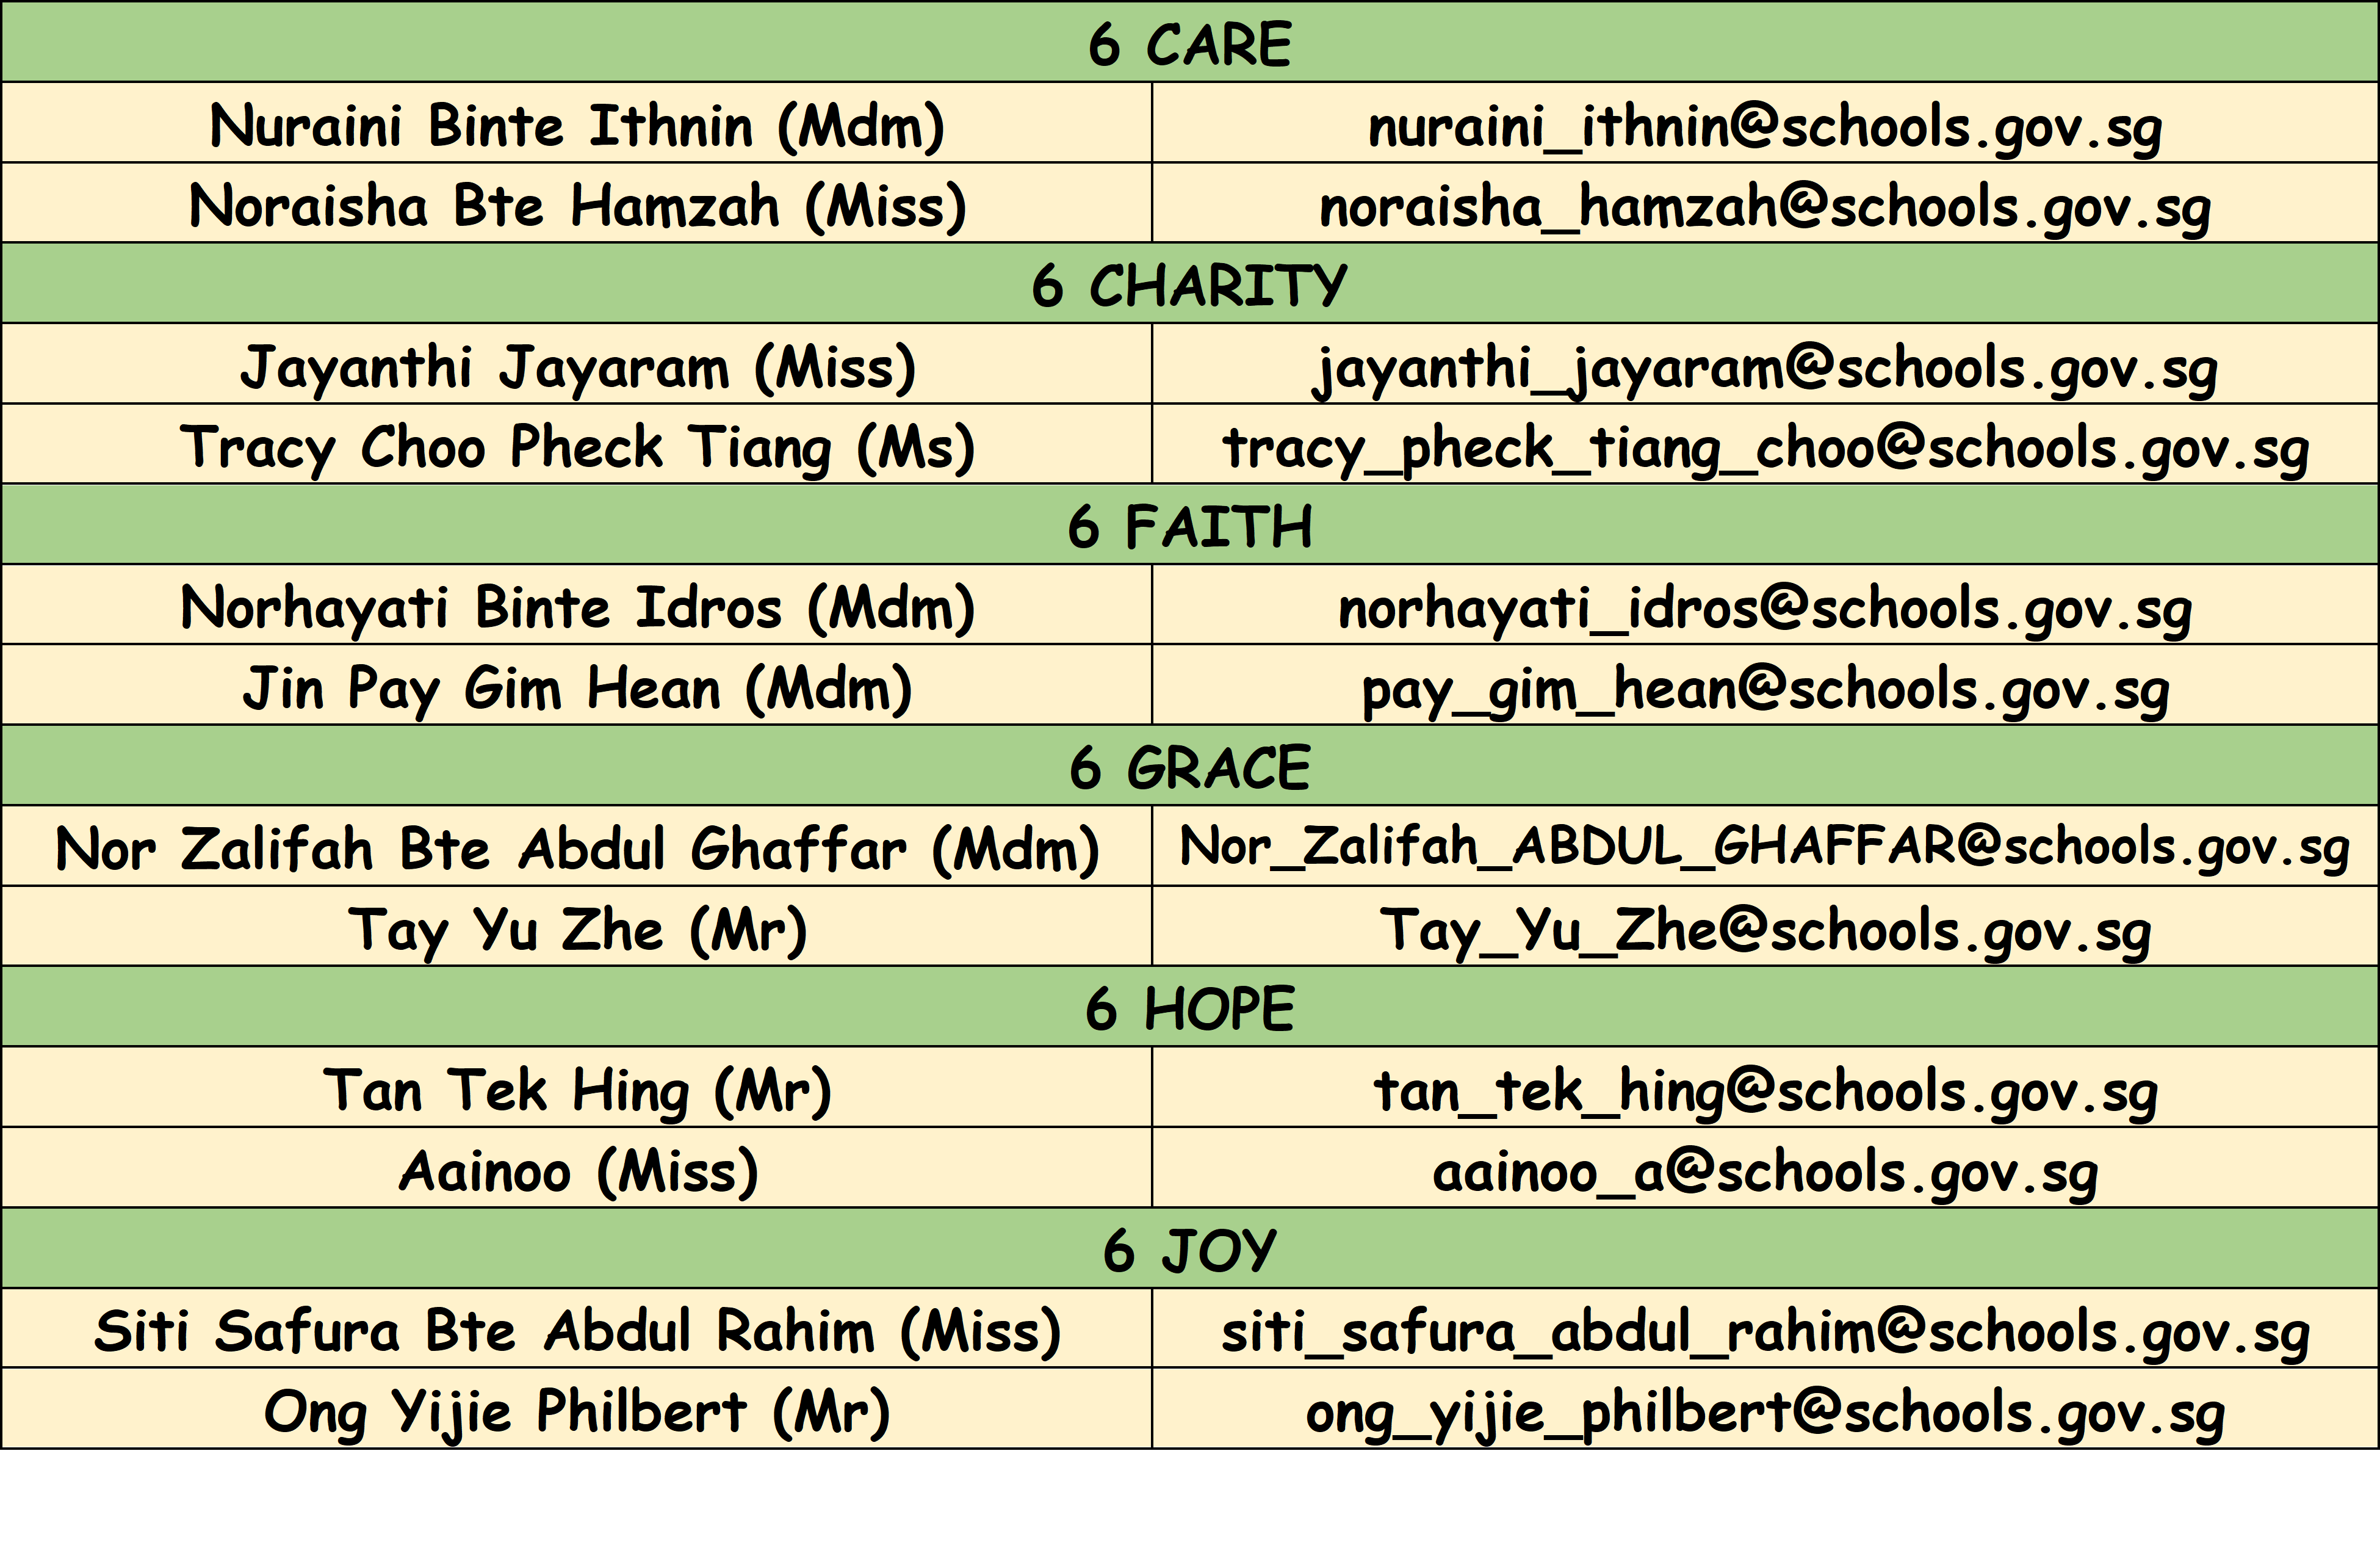 6 CARE
Nuraini Binte Ithnin (Mdm) nuraini_ithnin@schools.gov.sg
Noraisha Bte Hamzah (Miss) noraisha_hamzah@schools.gov.sg
6 CHARITY
Jayanthi Jayaram (Miss) jayanthi_jayaram@schools.gov.sg
Tracy Choo Pheck Tiang (Ms) tracy_pheck_tiang_choo@schools.gov.sg
6 FAITH
Norhayati Binte Idros (Mdm) norhayati_idros@schools.gov.sg
Jin Pay Gim Hean (Mdm) pay_gim_hean@schools.gov.sg
6 GRACE
Nor Zalifah Bte Abdul Ghaffar (Mdm) Nor_Zalifah_ABDUL_GHAFFAR@schools.gov.sg
Tay Yu Zhe (Mr) Tay_Yu_Zhe@schools.gov.sg
6 HOPE
Tan Tek Hing (Mr) tan_tek_hing@schools.gov.sg
Aainoo (Miss) aainoo_a@schools.gov.sg
6 JOY
Siti Safura Bte Abdul Rahim (Miss) siti_safura_abdul_rahim@schools.gov.sg
Ong Yijie Philbert (Mr) ong_yijie_philbert@schools.gov.sg